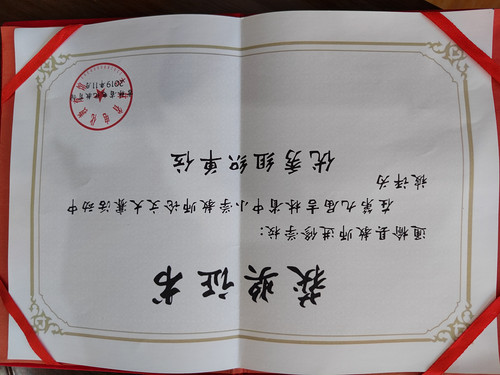 获奖证书
通榆县教师进修学校:
在第九届吉林省中小学教师论文大赛活动中
被评为
优秀组织单位
2019年11月